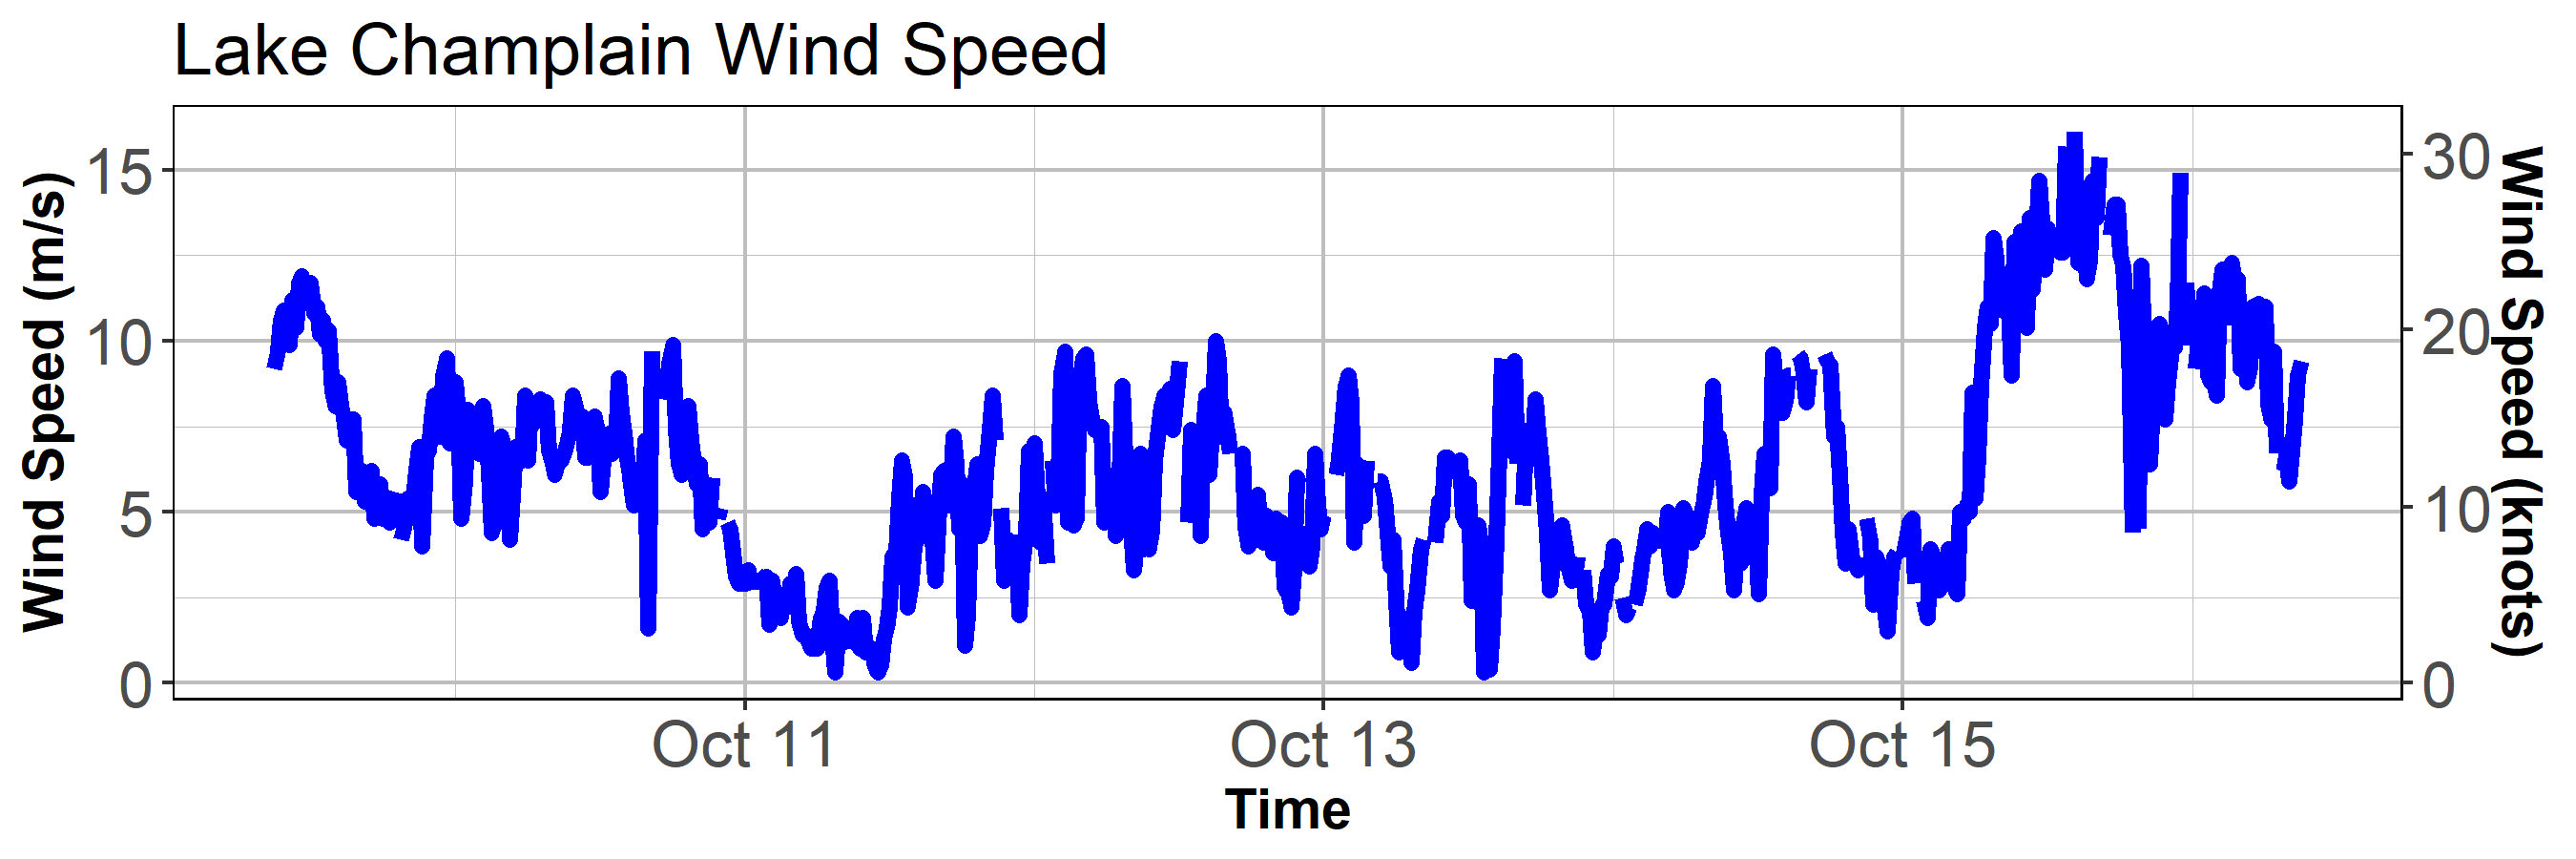 Lake Champlain Wind Speed
Wind Speed (m/s)
15
10
5
0
30
20
10
0
Wind Speed (knots)
Oct 11
Oct 13
Oct 15
Time